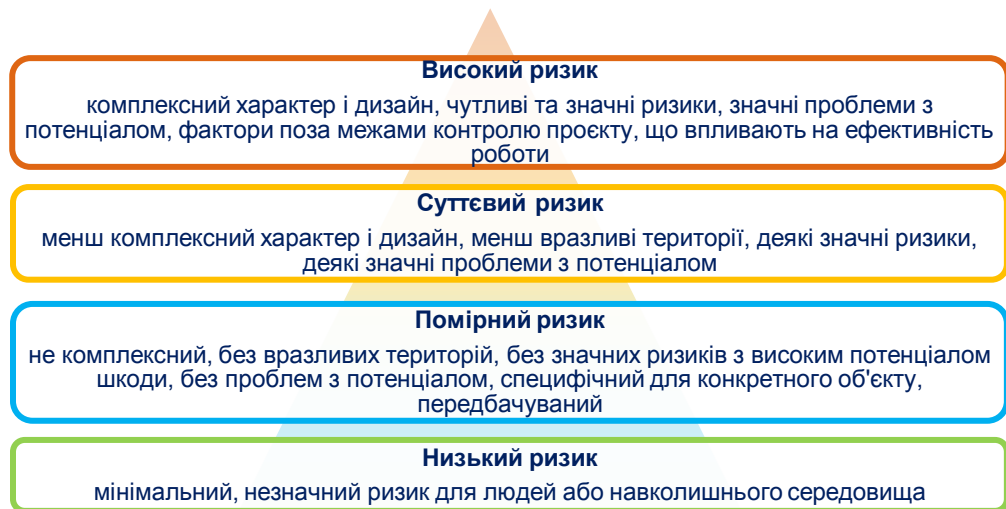 Високий ризик
комплексний характер і дизайн, чутливі та значні ризики, значні проблеми з
потенціалом, фактори поза межами контролю проєкту, що впливають на ефективність
роботи
Суттєвий ризик
менш комплексний характер і дизайн, менш вразливі території, деякі значні ризики,
деякі значні проблеми з потенціалом
Помірний ризик
не комплексний, без вразливих територій, без значних ризиків з високим потенціалом
шкоди, без проблем з потенціалом, специфічний для конкретного об'єкту,
передбачуваний
Низький ризик
мінімальний, незначний ризик для людей або навколишнього середовища